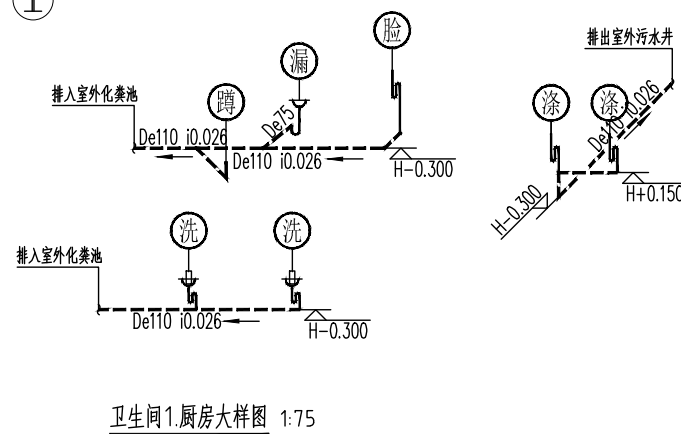 1
脸
漏
蹲
排入室外化粪池
De75
De110 i0.026
De110 i0.026
H-0.300
排出室外污水井
涤
涤
De110 i0.026
H-0.300
H+0.150
洗
洗
排入室外化粪池
De110 i0.026
H-0.300
卫生间1.厨房大样图 1:75